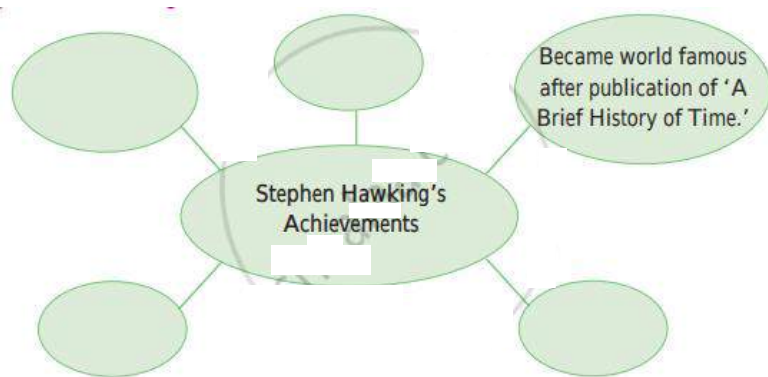 Became world famous
after publication of ‘A
Brief History of Time.’
Stephen Hawking’s
Achievements